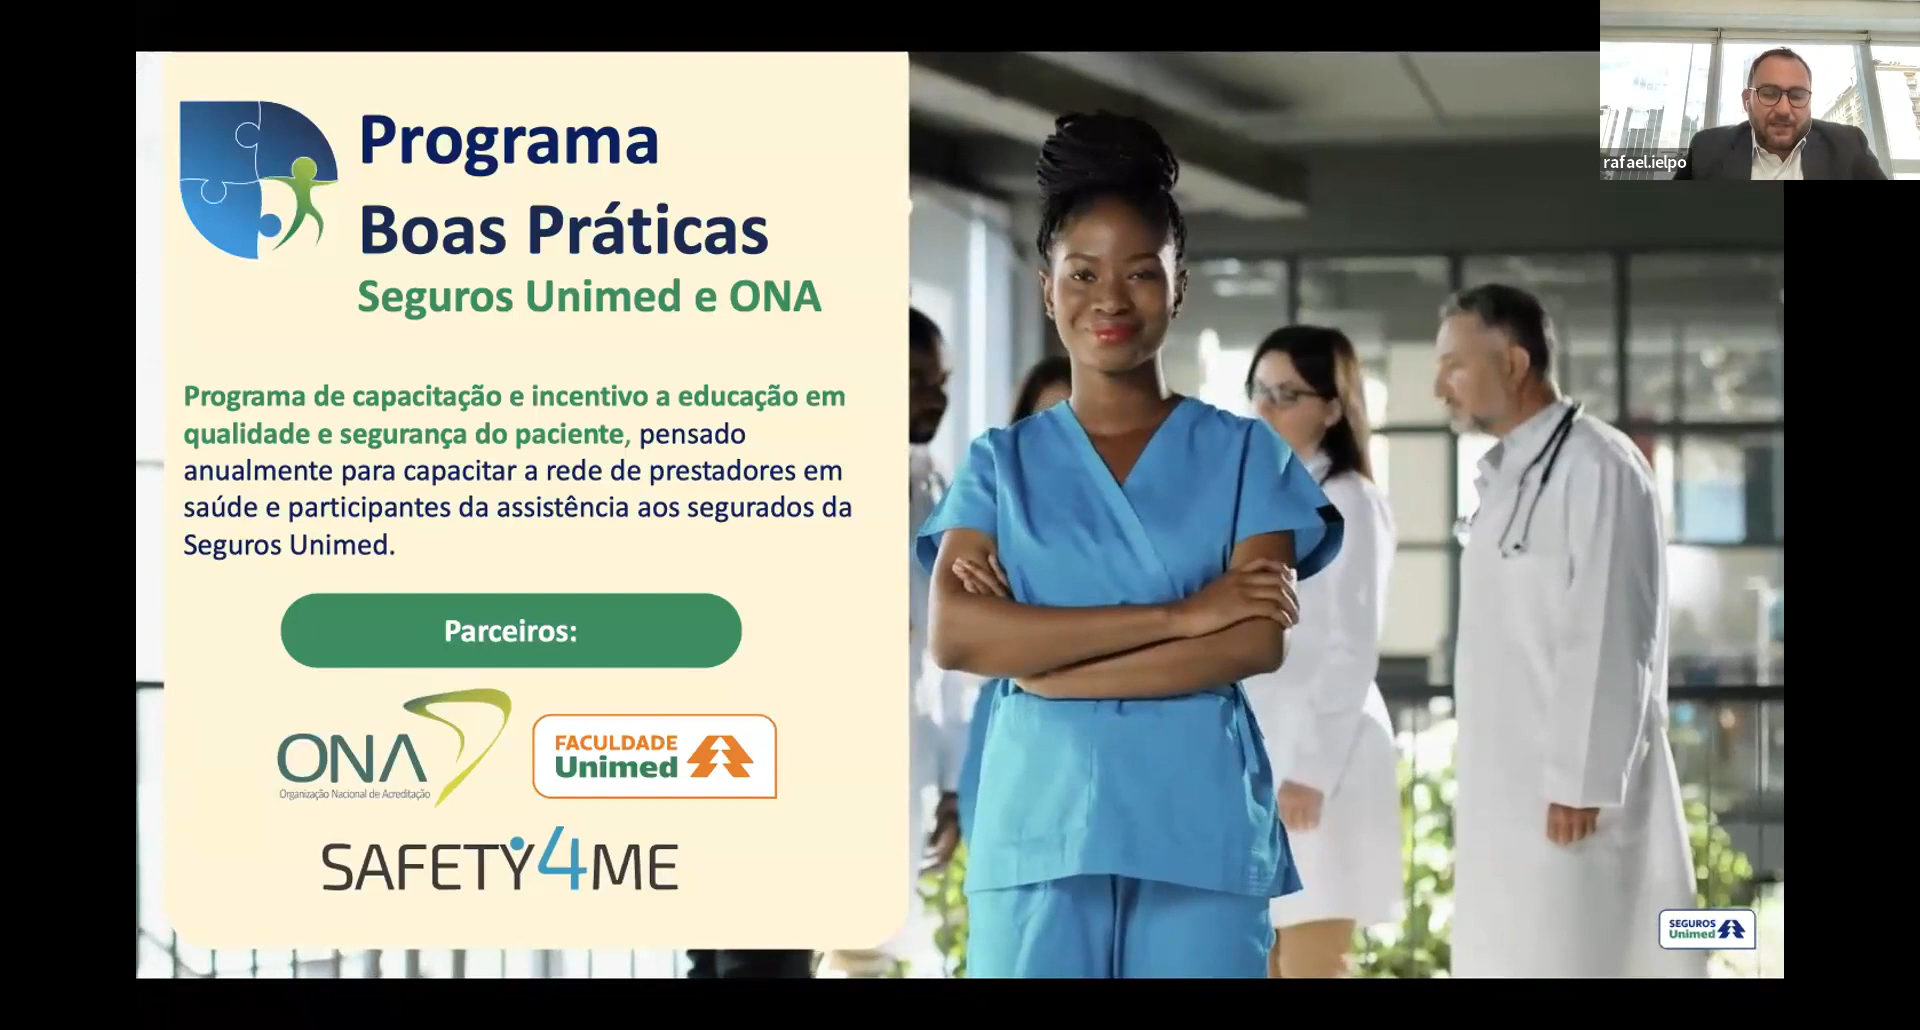 Programa
Boas Práticas
Seguros Unimed e ONA
Programa de capacitação e incentivo a educação em
qualidade e segurança do paciente, pensado
anualmente para capacitar a rede de prestadores em
saúde e participantes da assistência aos segurados da
Seguros Unimed.
Parceiros:
ONA
Organização Nacional de Acreditação
FACULDADE
Unimed
SAFETY4ME
rafael.ielpo
SEGUROS
Unimed